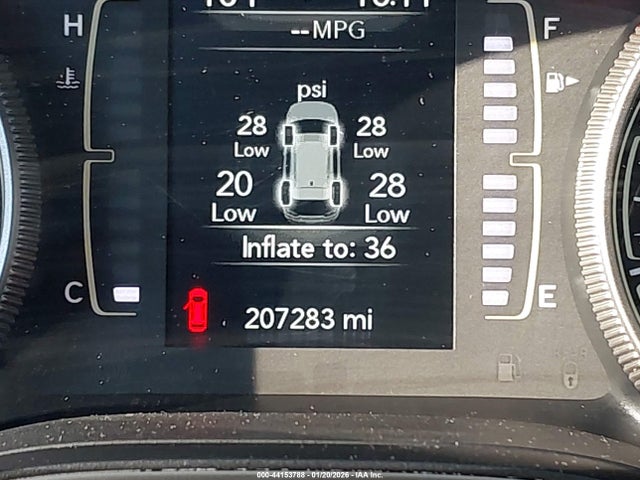 --MPG
H
F
psi
28 28
Low Low
20 28
Low Low
Inflate to: 36
C
E
207283 mi
000-44153788 - 01/20/2026 - IAA Inc.